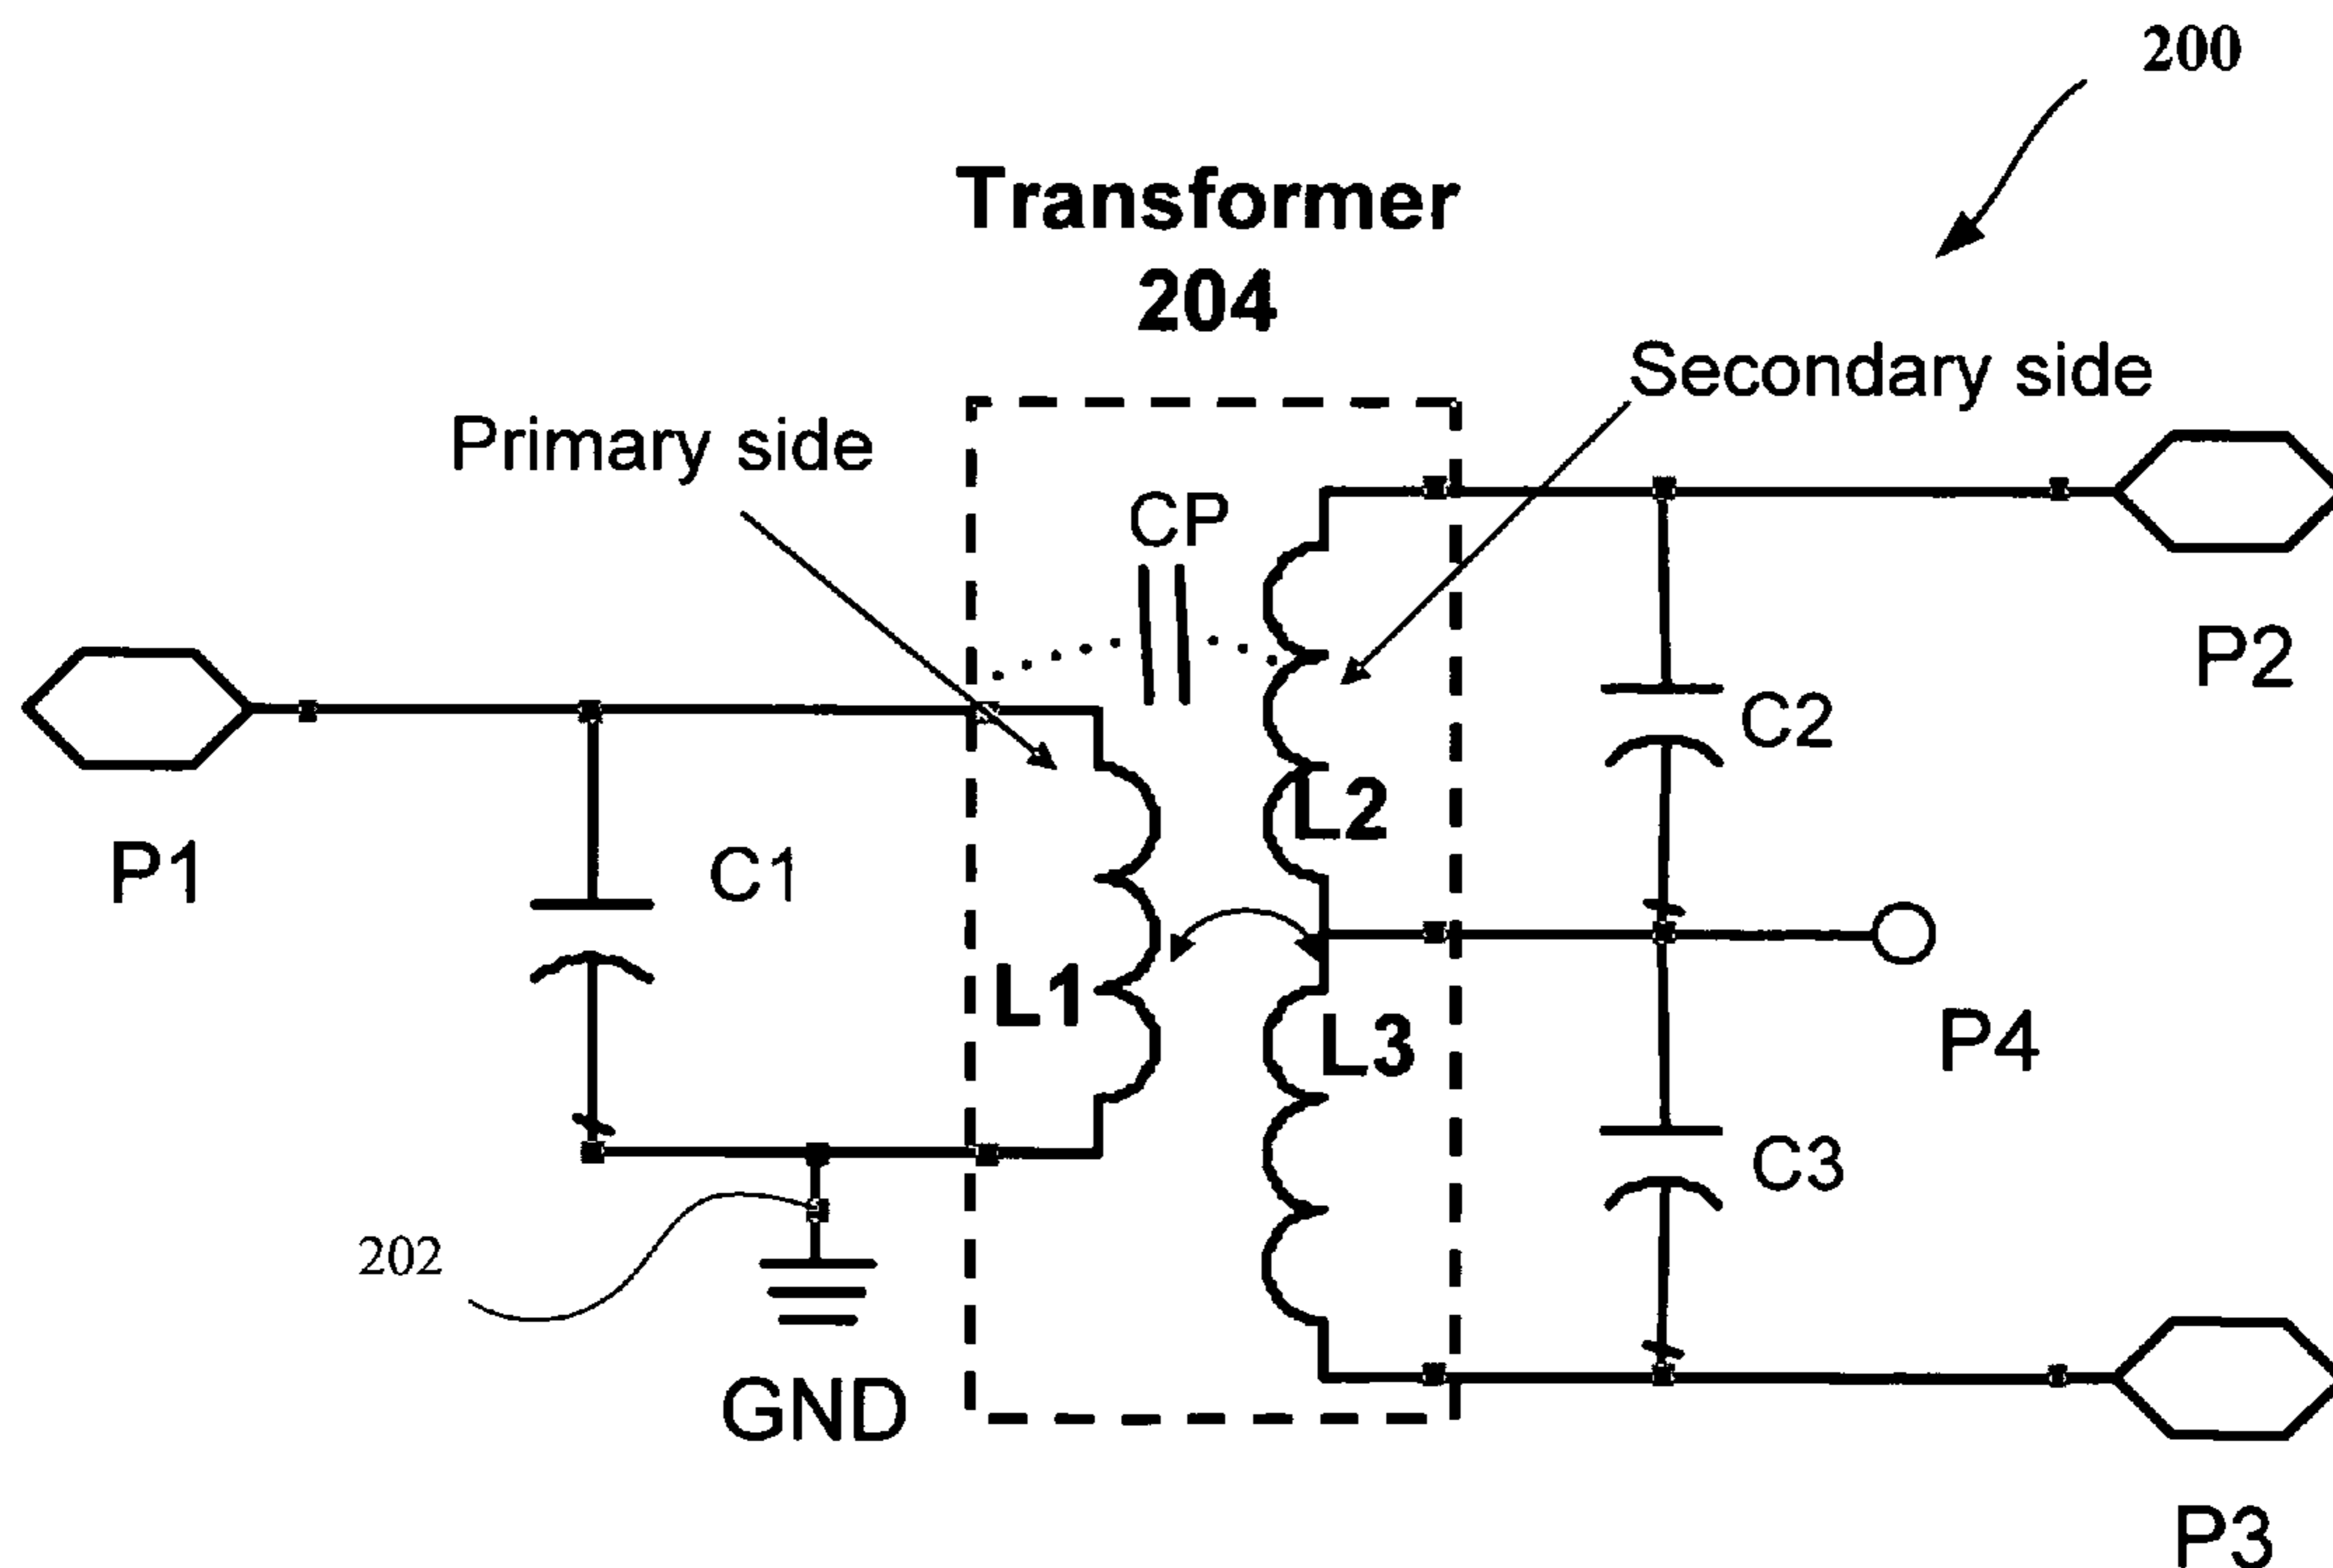 200
Transformer
204
Secondary side
Primary side
CP
P2
C2
L2
P1
C1
L1
L3
P4
C3
202
GND
P3